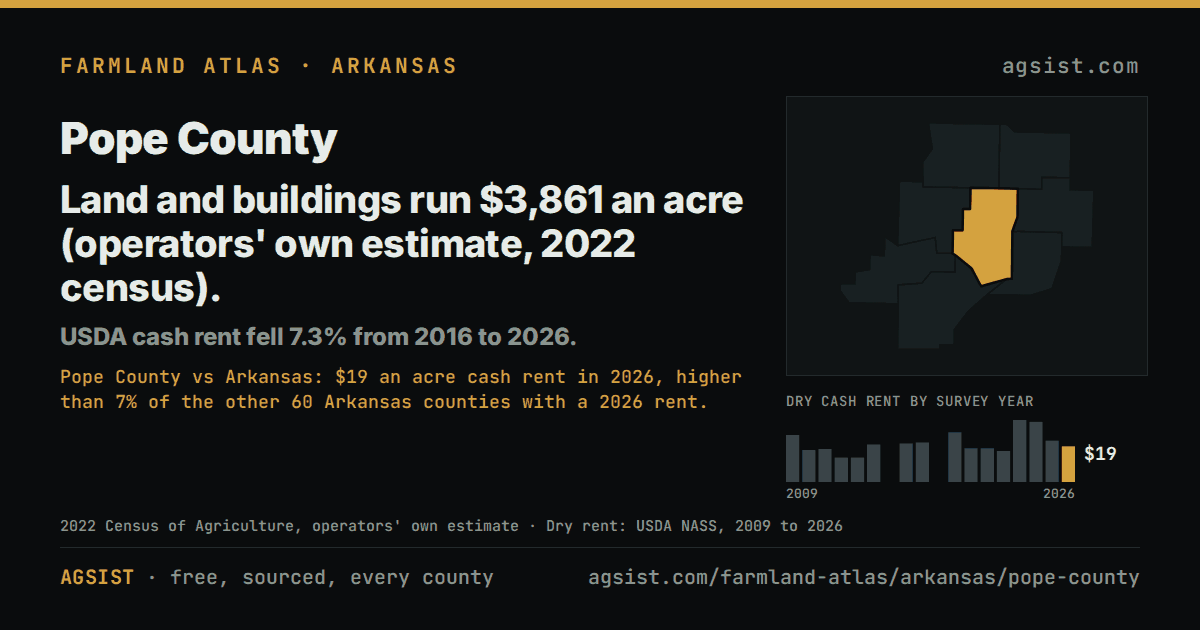 FARMLAND ATLAS · ARKANSAS
agsist.com
Pope County
Land and buildings run $3,861 an acre
(operators' own estimate, 2022
census).
USDA cash rent fell 7.3% from 2016 to 2026.
Pope County vs Arkansas: $19 an acre cash rent in 2026, higher
than 7% of the other 60 Arkansas counties with a 2026 rent.
DRY CASH RENT BY SURVEY YEAR
$19
2009
2026
2022 Census of Agriculture, operators' own estimate · Dry rent: USDA NASS, 2009 to 2026
AGSIST · free, sourced, every county
agsist.com/farmland-atlas/arkansas/pope-county